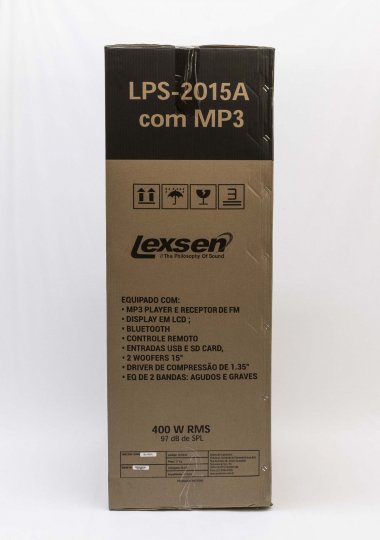 LPS-2015A
com MP3
3
Lexsen
//The Philosophy Of Sound
EQUIPADO COM:
• MP3 PLAYER E RECEPTOR DE FM
• DISPLAY EM LCD ;
• BLUETOOTH
• CONTROLE REMOTO
• ENTRADAS USB E SD CARD,
• 2 WOOFERS 15"
• DRIVER DE COMPRESSÃO DE 1.35"
• EQ DE 2 BANDAS: AGUDOS E GRAVES
400 W RMS
97 dB de SPL